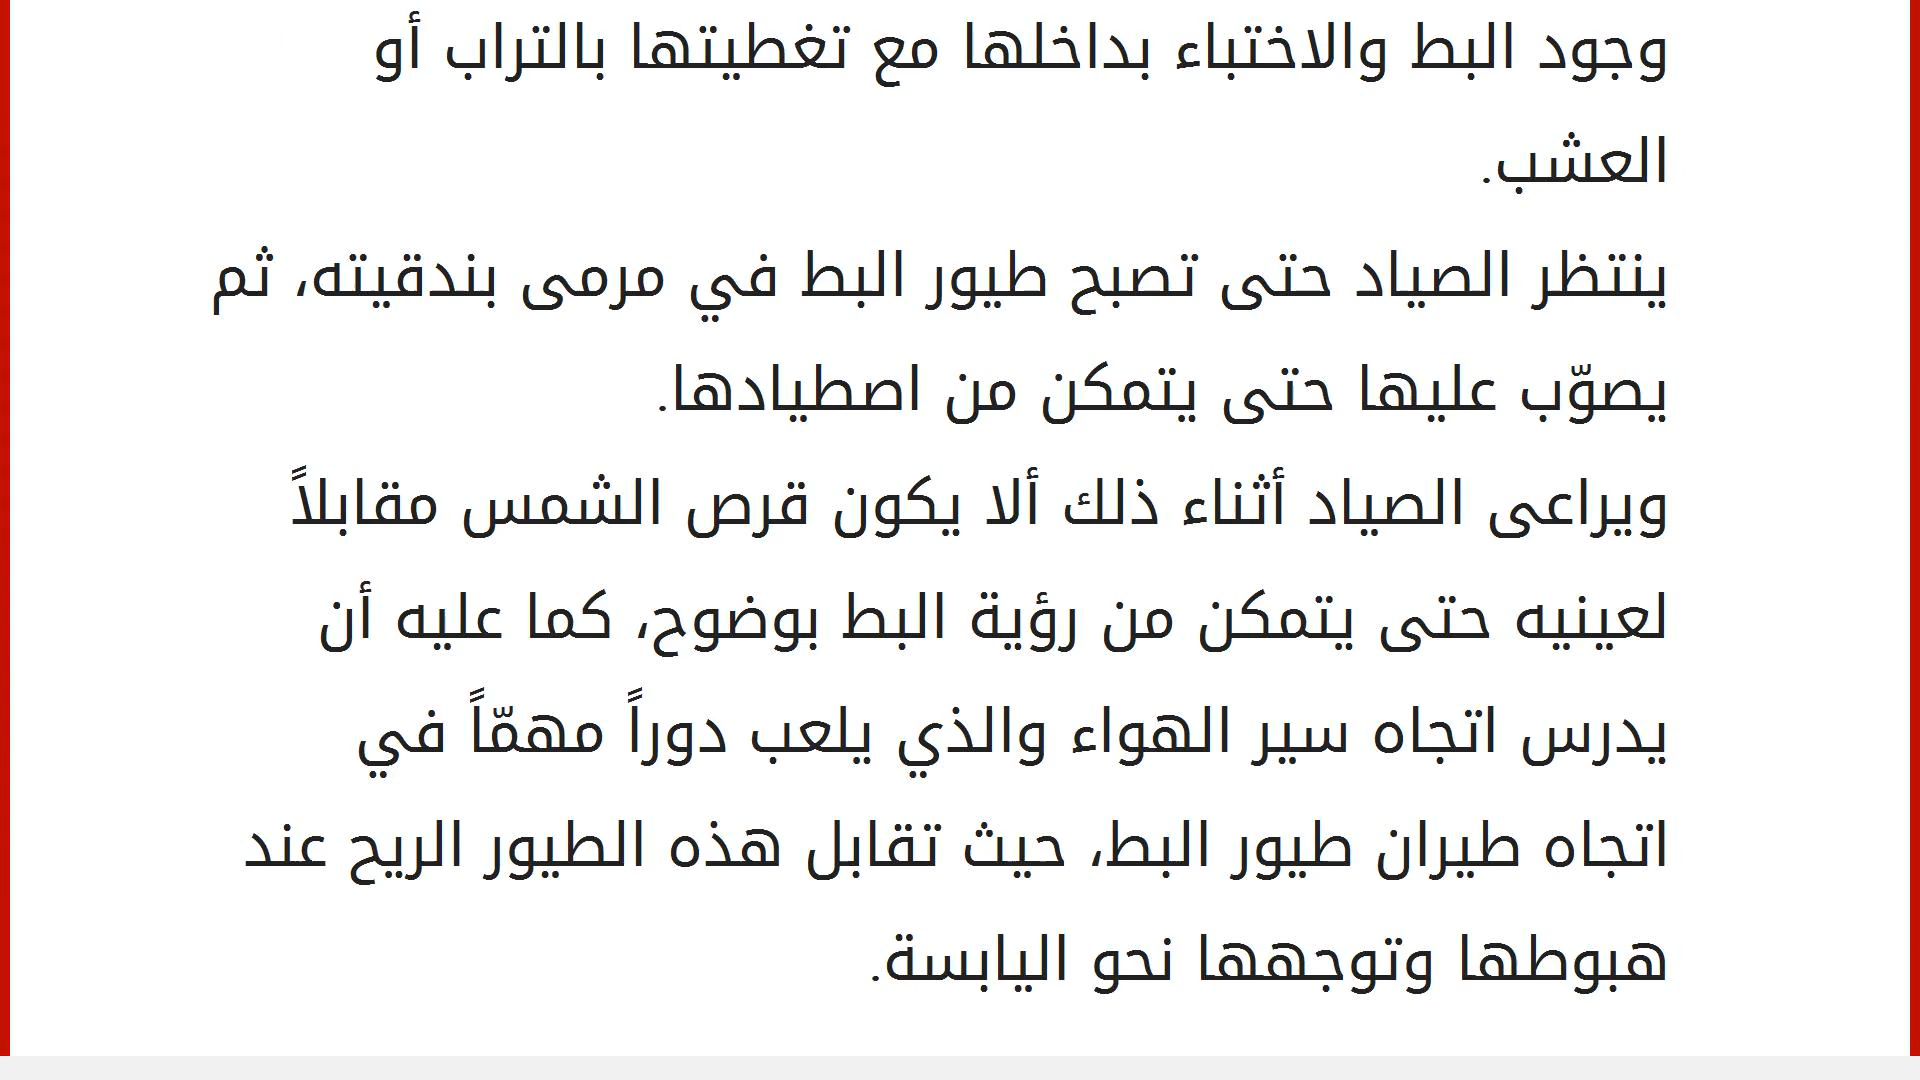 وجود البط والاختباء بداخلها مع تغطيتها بالتراب أو
العشب.
ينتظر الصياد حتى تصبح طيور البط في مرمى بندقيته، ثم
يصوّب عليها حتى يتمكن من اصطيادها.
ويراعى الصياد أثناء ذلك ألا يكون قرص الشمس مقابلاً
لعينيه حتى يتمكن من رؤية البط بوضوح، كما عليه أن
يدرس اتجاه سير الهواء والذي يلعب دوراً مهمّاً في
اتجاه طيران طيور البط، حيث تقابل هذه الطيور الريح عند
هبوطها وتوجهها نحو اليابسة.